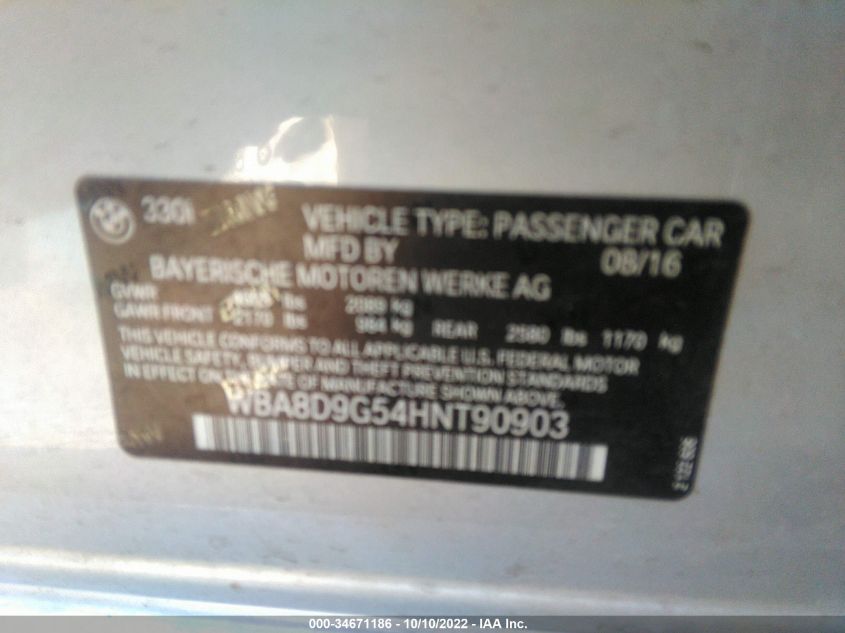 330i
VEHICLE TYPE: PASSENGER CAR
MFD BY 08/16
BAYERISCHE MOTOREN WERKE AG
GVWR lbs kg
GAWR FRONT 2170 lbs 984 kg REAR 2580 lbs 1170 kg
THIS VEHICLE CONFORMS TO ALL APPLICABLE U.S. FEDERAL MOTOR
VEHICLE SAFETY, BUMPER AND THEFT PREVENTION STANDARDS
IN EFFECT ON THE DATE OF MANUFACTURE SHOWN ABOVE
WBA8D9G54HNT90903
000-34671186 - 10/10/2022 - IAA Inc.